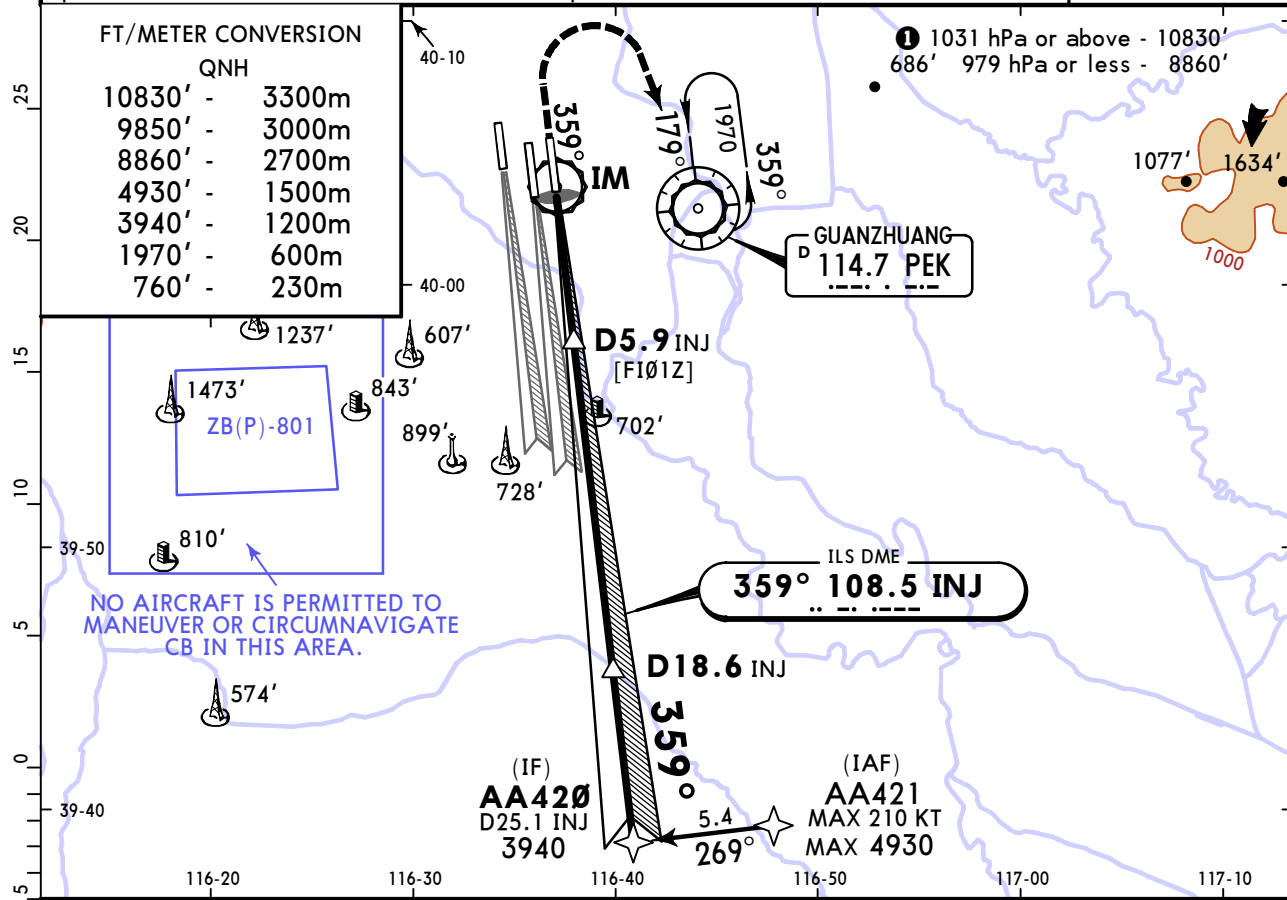 FT/METER CONVERSION
QNH
10830' - 3300m
9850' - 3000m
8860' - 2700m
4930' - 1500m
3940' - 1200m
1970' - 600m
760' - 230m
❶ 1031 hPa or above - 10830'
686' 979 hPa or less - 8860'
40-10
25
359°
179°
1970
359°
IM
1077'
1634'
1000
20
GUANZHUANG
D 114.7 PEK
40-00
1237'
607'
D5.9 INJ
[FIØ1Z]
15
1473'
843'
ZB(P)-801
899'
702'
728'
10
810'
39-50
ILS DME
359° 108.5 INJ
NO AIRCRAFT IS PERMITTED TO
MANEUVER OR CIRCUMNAVIGATE
CB IN THIS AREA.
5
D18.6 INJ
574'
359°
0
(IF)
AA42Ø
D25.1 INJ
3940
(IAF)
AA421
MAX 210 KT
MAX 4930
5.4
269°
39-40
5
116-20
116-30
116-40
116-50
117-00
117-10